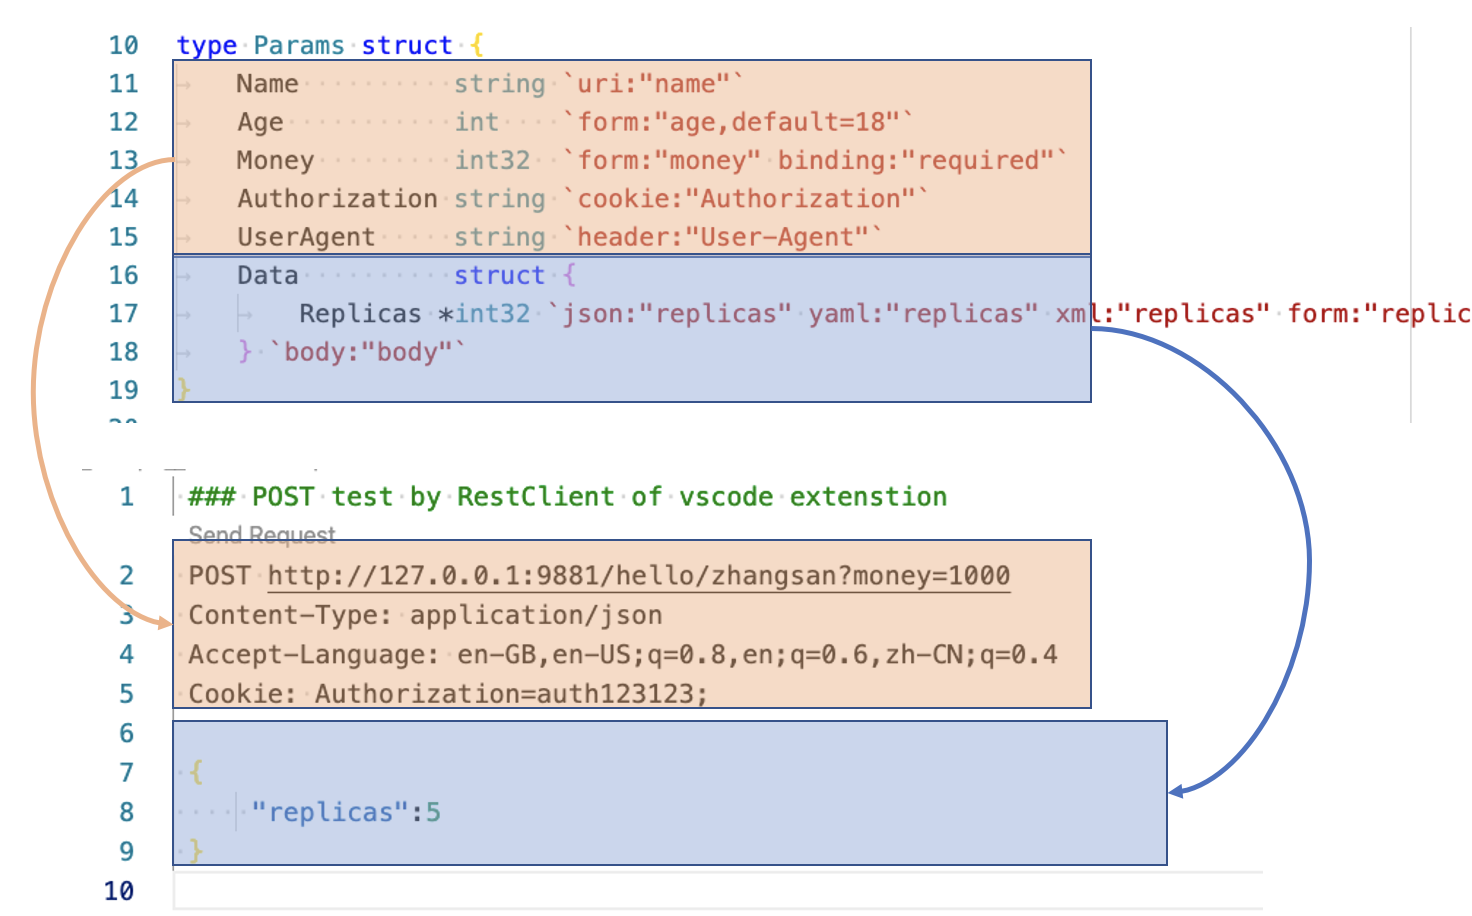 10 type Params struct {
11 Name string `uri:"name"`
12 Age int `form:"age,default=18"`
13 Money int32 `form:"money" binding:"required"`
14 Authorization string `cookie:"Authorization"`
15 UserAgent string `header:"User-Agent"`
16 Data struct {
17 Replicas *int32 `json:"replicas" yaml:"replicas" xml:"replicas" form:"replic
18 } `body:"body"`
19 }
1 ### POST test by RestClient of vscode extenstion
Send Request
2 POST http://127.0.0.1:9881/hello/zhangsan?money=1000
3 Content-Type: application/json
4 Accept-Language: en-GB,en-US;q=0.8,en;q=0.6,zh-CN;q=0.4
5 Cookie: Authorization=auth123123;
6
7 {
8 "replicas":5
9 }
10